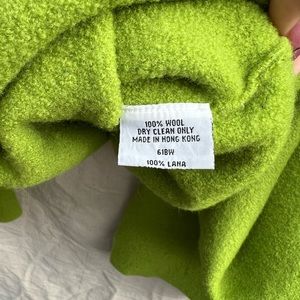 100% WOOL
DRY CLEAN ONLY
MADE IN HONG KONG
61BW
100% LANA